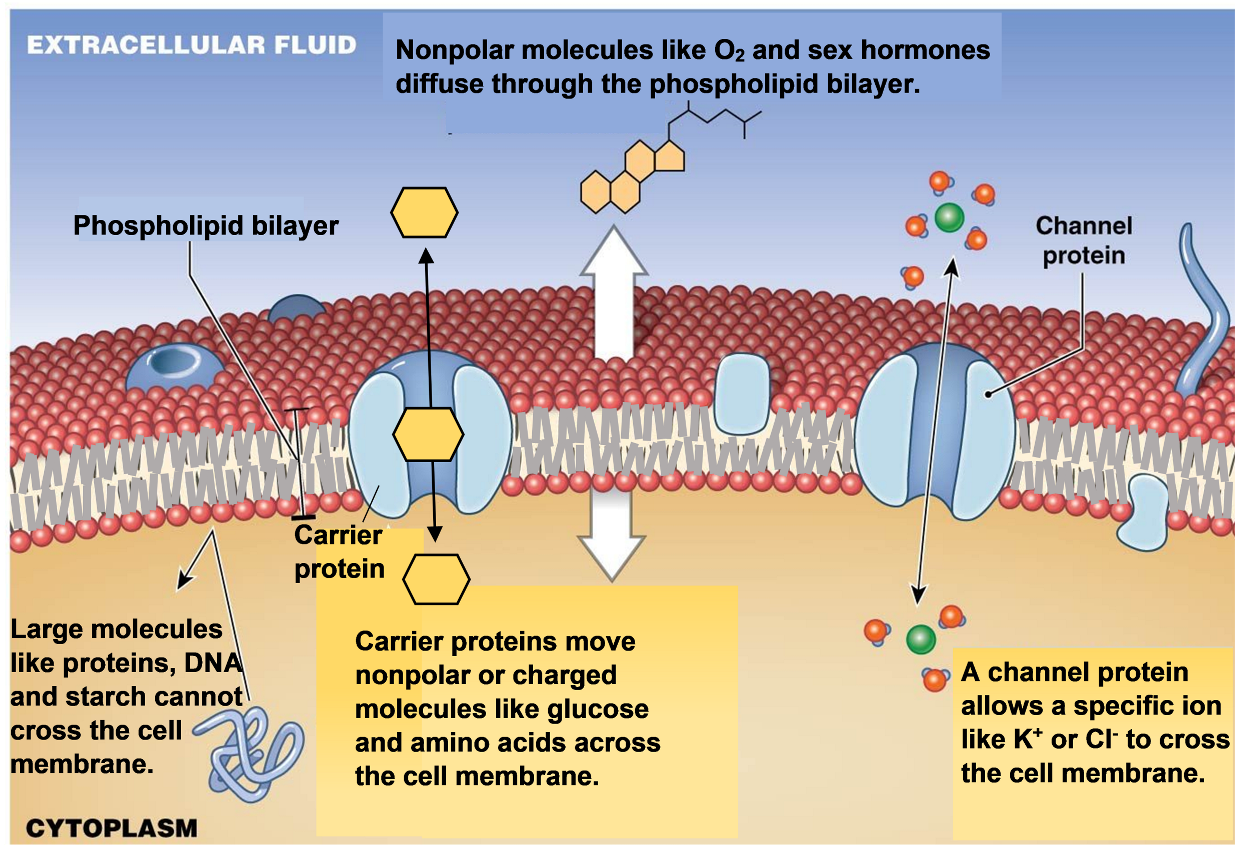 EXTRACELLULAR FLUID
Nonpolar molecules like O₂ and sex hormones
diffuse through the phospholipid bilayer.
Phospholipid bilayer
Channel
protein
Carrier
protein
Large molecules
like proteins, DNA
and starch cannot
cross the cell
membrane.
Carrier proteins move
nonpolar or charged
molecules like glucose
and amino acids across
the cell membrane.
A channel protein
allows a specific ion
like K⁺ or Cl⁻ to cross
the cell membrane.
CYTOPLASM